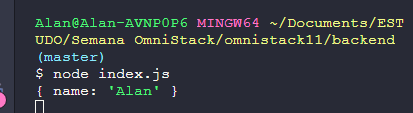 Alan@Alan-AVNP0P6 MINGW64 ~/Documents/EST
UDO/Semana OmniStack/omnistack11/backend
(master)
$ node index.js
{ name: 'Alan' }